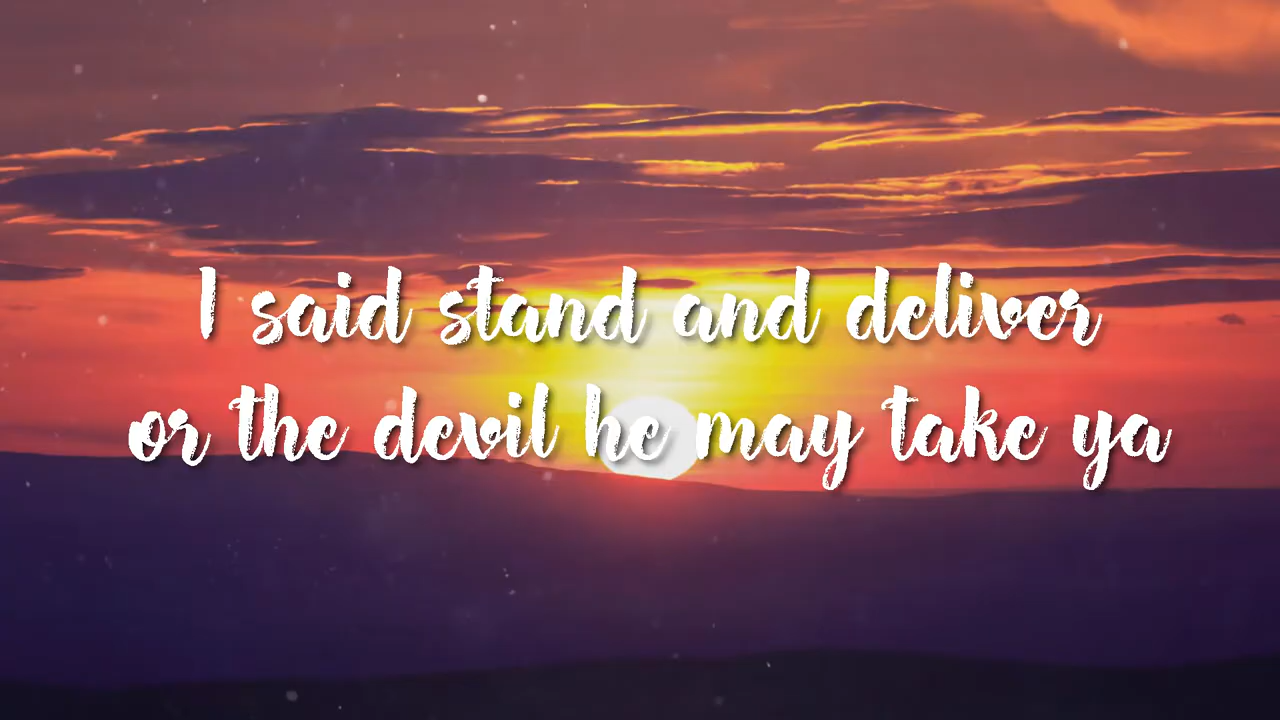 I said stand and deliver
or the devil he may take ya